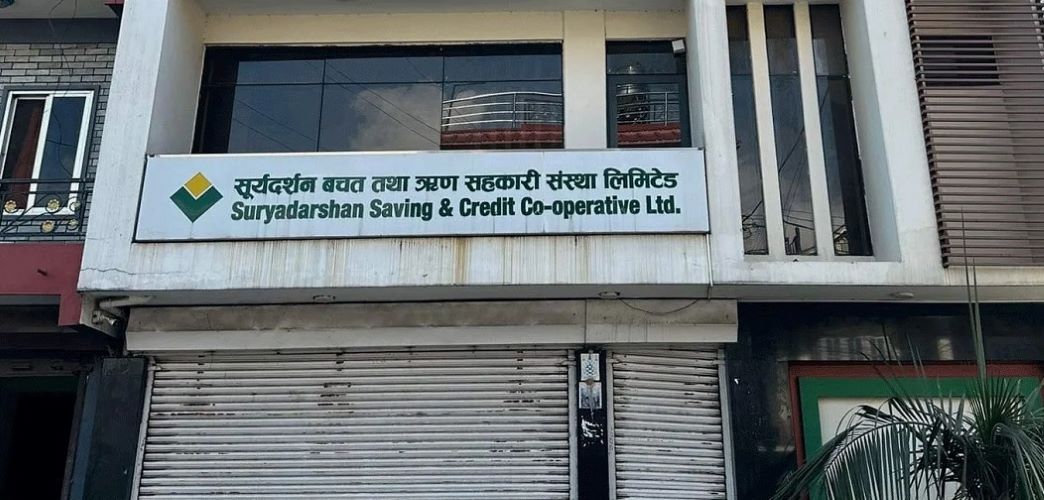 सूर्यदर्शन बचत तथा ऋण सहकारी संस्था लिमिटेड
Suryadarshan Saving & Credit Co-operative Ltd.